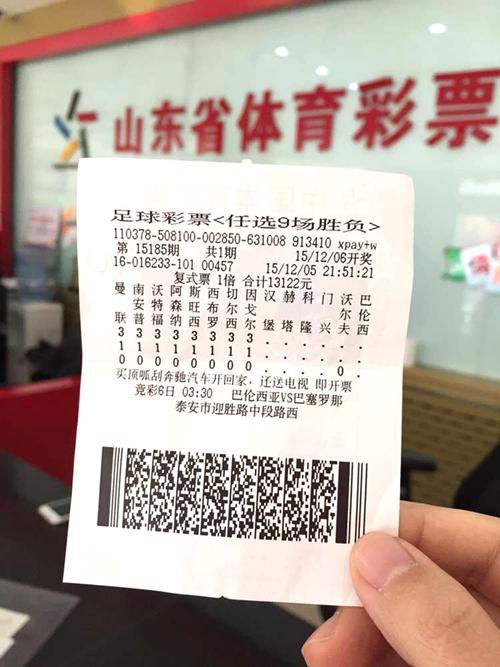 山东省体育彩票
足球彩票<任选9场胜负>
110378-508100-002850-631008 913410 xpay+w
第 15185期 共1期 15/12/06开奖
16-016233-101 00457 15/12/05 21:51:21
复式票 1倍 合计13122元
曼南沃阿斯西切因汉赫科门沃巴
安特森旺布尔戈 尔伦
联普福纳西罗西尔堡塔隆兴夫西
3 3 3 3 3 3 3 3 . . . . . .
1 1 1 1 1 1 1 1 . . . . . .
0 0 0 0 0 0 0 0 . . . . 0 .
买顶呱刮奔驰汽车开回家，还送电视 即开票
竞彩6日 03:30 巴伦西亚VS巴塞罗那
泰安市迎胜路中段路西